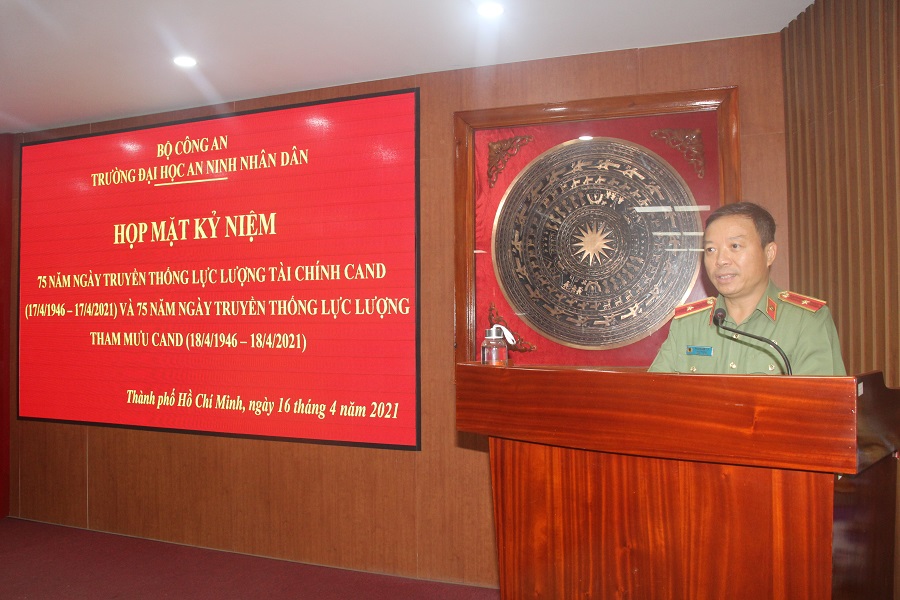 BỘ CÔNG AN
TRƯỜNG ĐẠI HỌC AN NINH NHÂN DÂN
HỌP MẶT KỶ NIỆM
75 NĂM NGÀY TRUYỀN THỐNG LỰC LƯỢNG TÀI CHÍNH CAND
(17/4/1946 – 17/4/2021) VÀ 75 NĂM NGÀY TRUYỀN THỐNG LỰC LƯỢNG
THAM MƯU CAND (18/4/1946 – 18/4/2021)
Thành phố Hồ Chí Minh, ngày 16 tháng 4 năm 2021